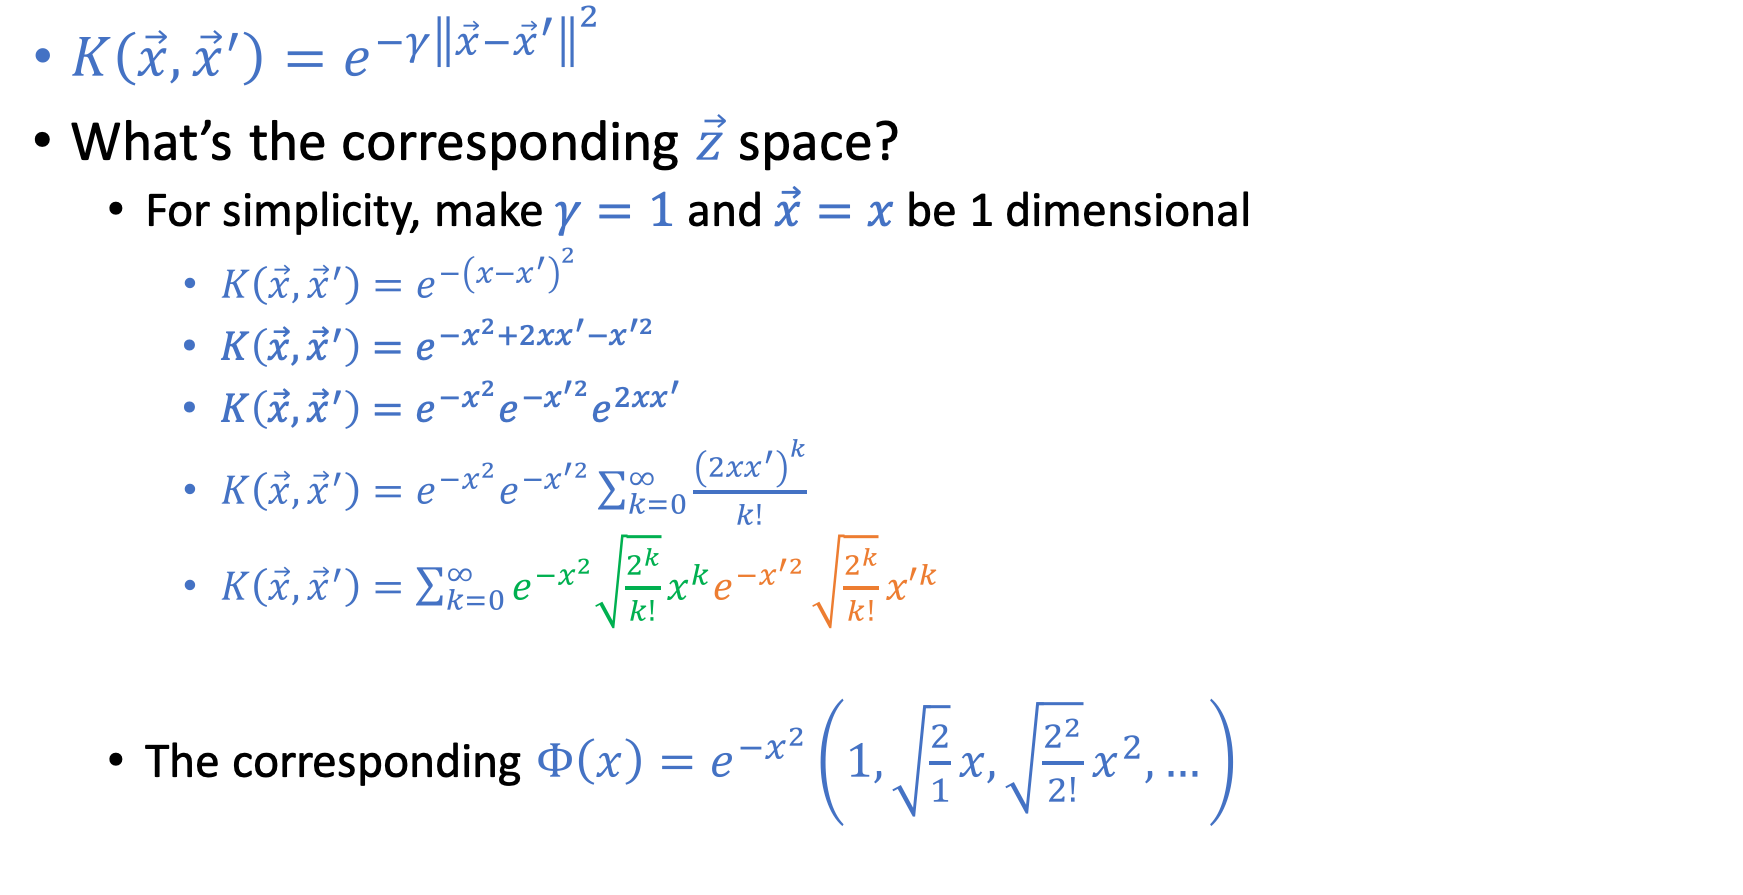 • K(x⃗, x⃗′) = e^{−γ‖x⃗−x⃗′‖²}
• What’s the corresponding z⃗ space?
• For simplicity, make γ = 1 and x⃗ = x be 1 dimensional
• K(x⃗, x⃗′) = e^{−(x−x′)²}
• K(x⃗, x⃗′) = e^{−x²+2xx′−x′²}
• K(x⃗, x⃗′) = e^{−x²} e^{−x′²} e^{2xx′}
• K(x⃗, x⃗′) = e^{−x²} e^{−x′²} ∑_{k=0}^{∞} (2xx′)^k / k!
• K(x⃗, x⃗′) = ∑_{k=0}^{∞} e^{−x²} √(2^k / k!) x^k e^{−x′²} √(2^k / k!) x′^k
• The corresponding Φ(x) = e^{−x²} (1, √(2/1) x, √(2²/2!) x², …)